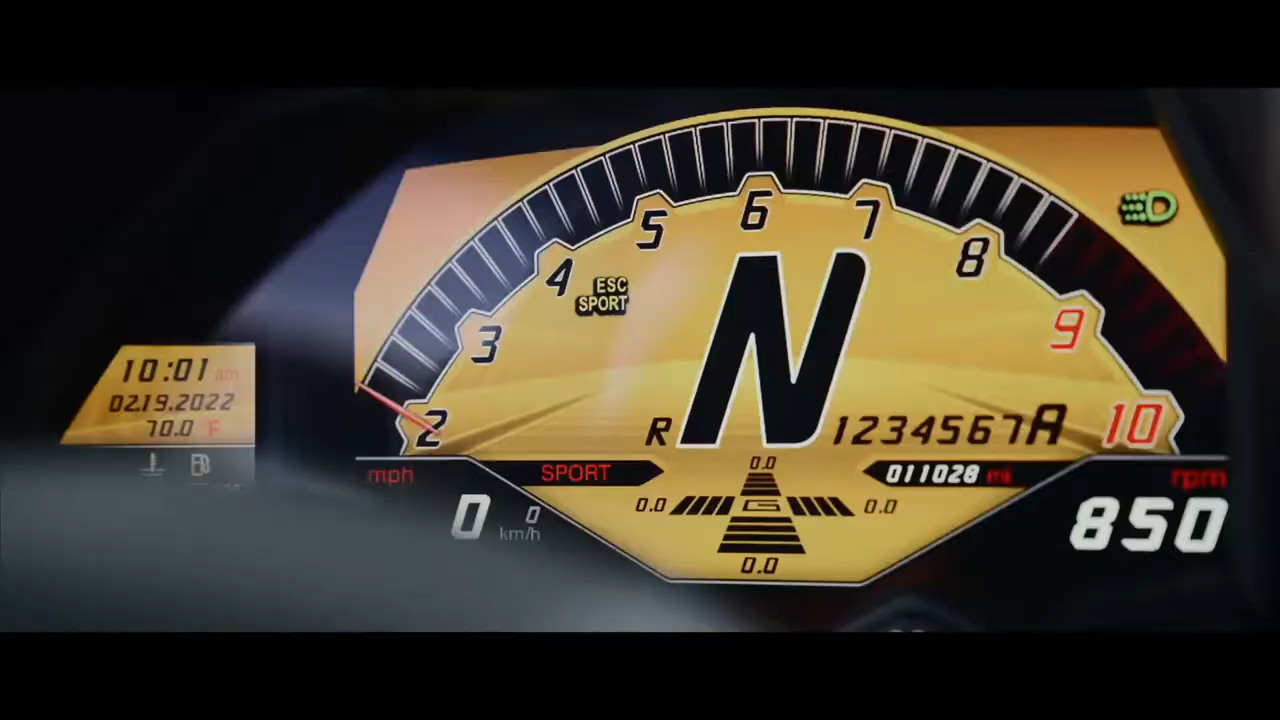 6
5 7
4 8
ESC
SPORT
3 9
10:01 am
02.19.2022
70.0 F
2 R N 1234567A 10
mph SPORT 0.0 011028 mi rpm
0 0 km/h 0.0 G 0.0 850
0.0